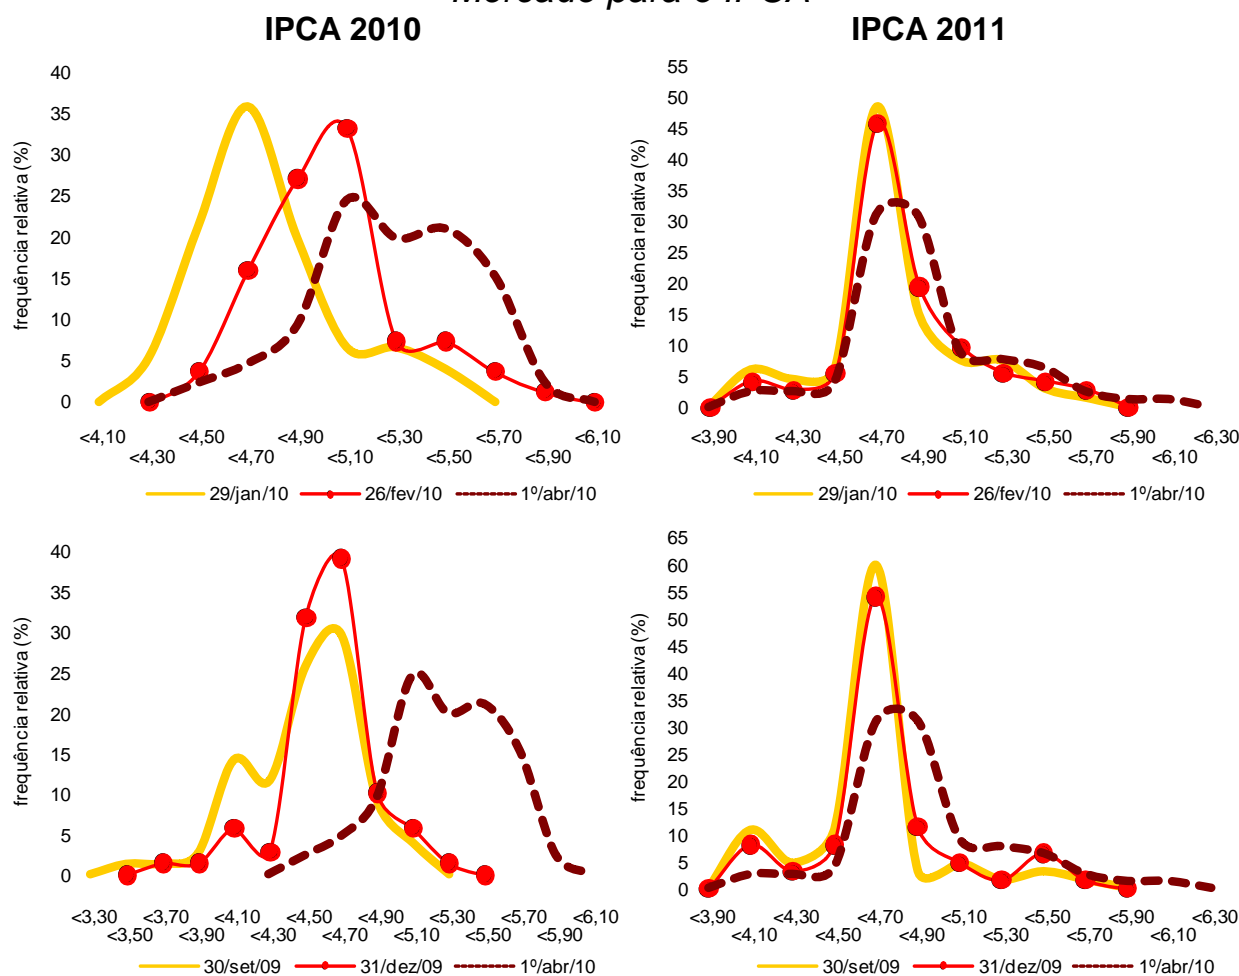 Mercado para o IPCA
IPCA 2010
IPCA 2011
frequência relativa (%)
40
35
30
25
20
15
10
5
0
<4,10 <4,50 <4,90 <5,30 <5,70 <6,10
<4,30 <4,70 <5,10 <5,50 <5,90
29/jan/10 26/fev/10 1º/abr/10
frequência relativa (%)
55
50
45
40
35
30
25
20
15
10
5
0
<3,90 <4,30 <4,70 <5,10 <5,50 <5,90 <6,30
<4,10 <4,50 <4,90 <5,30 <5,70 <6,10
29/jan/10 26/fev/10 1º/abr/10
frequência relativa (%)
40
35
30
25
20
15
10
5
0
<3,30 <3,70 <4,10 <4,50 <4,90 <5,30 <5,70 <6,10
<3,50 <3,90 <4,30 <4,70 <5,10 <5,50 <5,90
30/set/09 31/dez/09 1º/abr/10
frequência relativa (%)
65
60
55
50
45
40
35
30
25
20
15
10
5
0
<3,90 <4,30 <4,70 <5,10 <5,50 <5,90 <6,30
<4,10 <4,50 <4,90 <5,30 <5,70 <6,10
30/set/09 31/dez/09 1º/abr/10